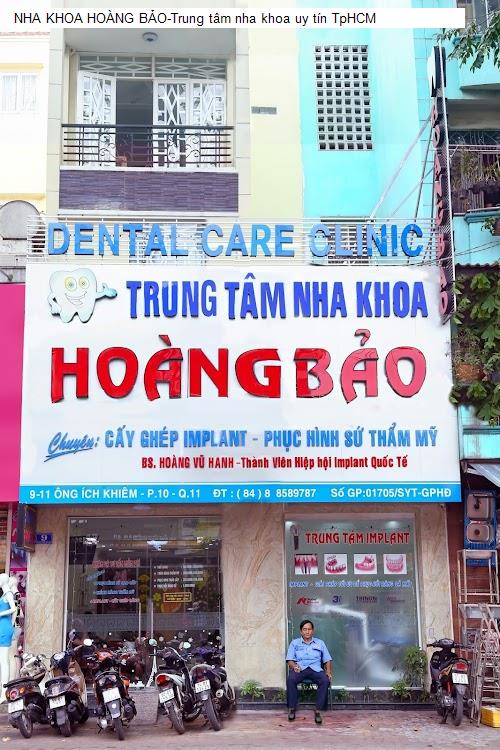 NHA KHOA HOÀNG BẢO-Trung tâm nha khoa uy tín TpHCM
DENTAL CARE CLINIC
TRUNG TÂM NHA KHOA
HOÀNG BẢO
Chuyên: CẤY GHÉP IMPLANT - PHỤC HÌNH SỨ THẨM MỸ
BS. HOÀNG VŨ HẠNH -Thành Viên Hiệp hội Implant Quốc Tế
9-11 ÔNG ÍCH KHIÊM - P.10 - Q.11 ĐT : ( 84 ) 8 8589787 Số GP:01705/SYT-GPHĐ
9
TRUNG TÂM IMPLANT
IMPLANT